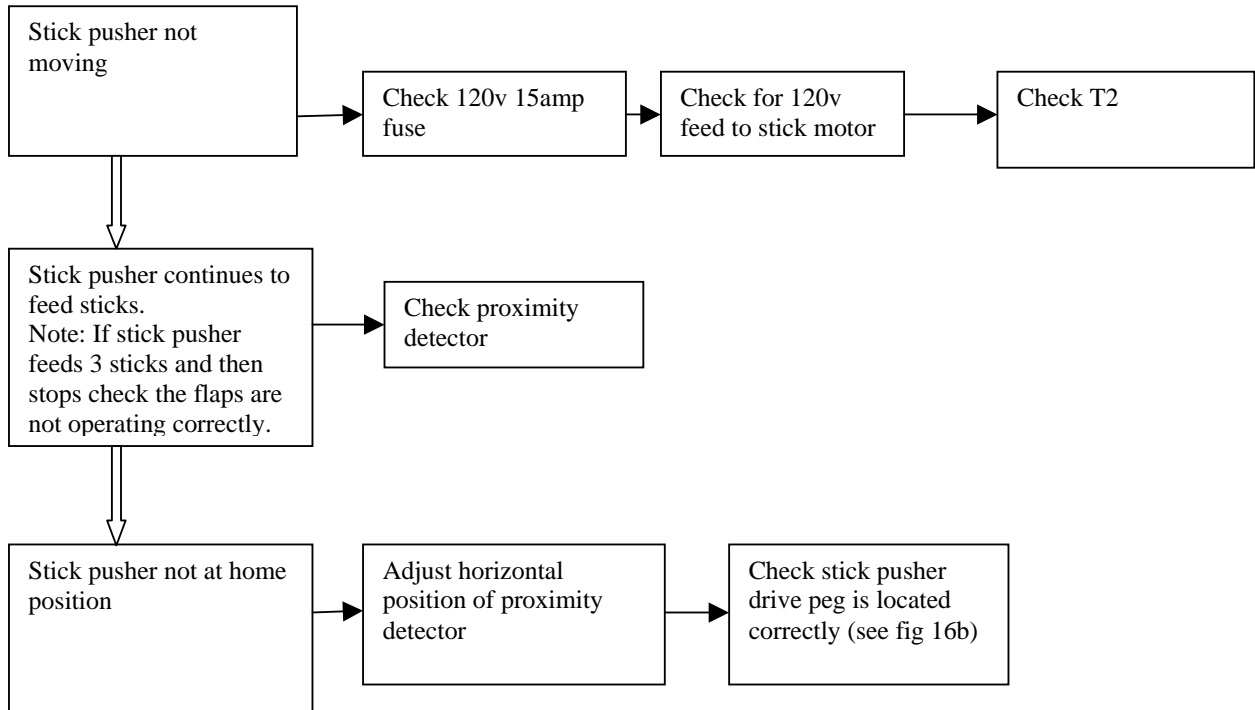 Stick pusher not
moving
Check 120v 15amp
fuse
Check for 120v
feed to stick motor
Check T2
Stick pusher continues to
feed sticks.
Note: If stick pusher
feeds 3 sticks and then
stops check the flaps are
not operating correctly.
Check proximity
detector
Stick pusher not at home
position
Adjust horizontal
position of proximity
detector
Check stick pusher
drive peg is located
correctly (see fig 16b)